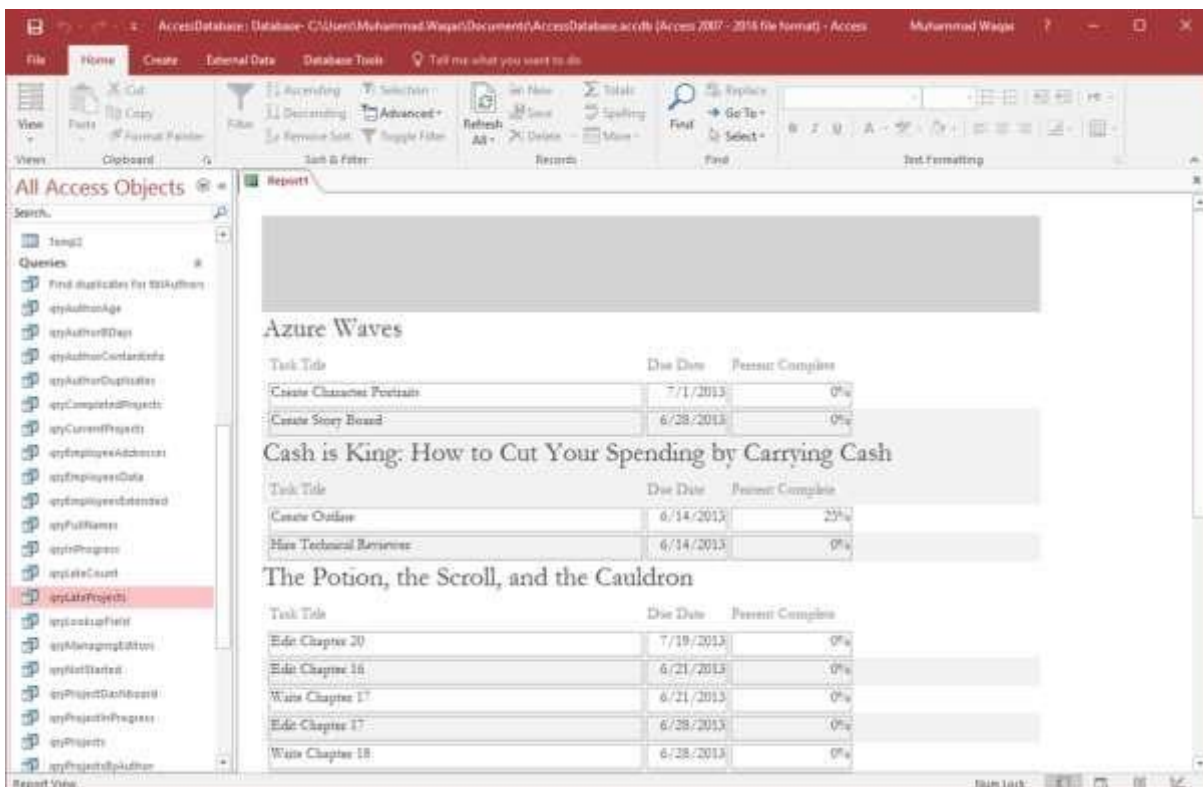 AccessDatabase : Database- C:\Users\Muhammad.Waqas\Documents\AccessDatabase.accdb (Access 2007 - 2016 file format) - Access Muhammad Waqas ?
File Home Create External Data Database Tools Tell me what you want to do
View Paste Cut Copy Format Painter
Filter Ascending Descending Remove Sort Selection Advanced Toggle Filter
Refresh All New Save Delete Totals Spelling More
Find Replace Go To Select
B I U A
Views Clipboard Sort & Filter Records Find Text Formatting
All Access Objects
Search..
Temp2
Queries
Find duplicates for tblAuthors
qryAuthorAge
qryAuthorBDays
qryAuthorContactInfo
qryAuthorDuplicates
qryCompletedProjects
qryCurrentProjects
qryEmployeeAddresses
qryEmployeesData
qryEmployeesExtended
qryFullNames
qryInProgress
qryLateCount
qryLateProjects
qryLookupField
qryManagingEditors
qryNotStarted
qryProjectDashboard
qryProjectInProgress
qryProjects
qryProjectsByAuthor
Report1
Azure Waves
Task Title Due Date Percent Complete
Create Character Portraits 7/1/2013 0%
Create Story Board 6/28/2013 0%
Cash is King: How to Cut Your Spending by Carrying Cash
Task Title Due Date Percent Complete
Create Outline 6/14/2013 25%
Hire Technical Reviewer 6/14/2013 0%
The Potion, the Scroll, and the Cauldron
Task Title Due Date Percent Complete
Edit Chapter 20 7/19/2013 0%
Edit Chapter 16 6/21/2013 0%
Write Chapter 17 6/21/2013 0%
Edit Chapter 17 6/28/2013 0%
Write Chapter 18 6/28/2013 0%
Report View Num Lock